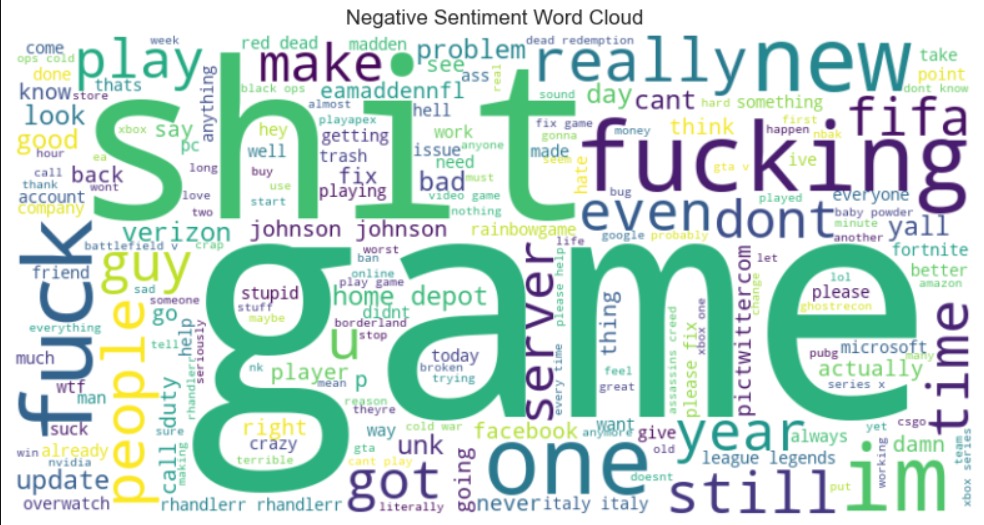 Negative Sentiment Word Cloud
come
week
red dead
madden
problem
dead redemption
really
new
take
ops cold
play
make
see
point
done
thats
ass
real
dont know
know
store
anything
black ops
eamaddennfl
sound
day
cant
hard
something
look
xbox
say
almost
hell
fifa
good
pc
hey
playapex
getting
work
anyone
fix game
gonna
money
think
first
happen
nbak
hour
ea
long
well
trash
issue
made
need
seem
hate
gta v
ive
fucking
call
back
wont
buy
fix
bad
must
bug
played
everyone
thank
account
love
use
playing
video game
even
dont
baby powder
company
two
start
nothing
google
probably
minute
another
yall
shit
verizon
johnson johnson
rainbowgame
battlefield v
crap
worst
life
let
fortnite
friend
guy
ban
please help
lol
better
sad
online
play game
amazon
fuck
someone
stupid
home depot
server
thing
change
please
ghostrecon
go
stuff
didnt
pictwittercom
time
everything
tell
help
maybe
borderland
stop
xbox one
much
seriously
u
today
every time
feel
assassins creed
pubg
microsoft
many
wtf
rhandlerr
nk
player
broken
great
please fix
actually
man
people
duty
mean
p
trying
series x
suck
call
reason
theyre
game
csgo
win
already
sure
right
way
cold war
facebook
want
give
year
always
yet
nvidia
making
crazy
gta
unk
anymore
old
league legends
damn
team
update
terrible
cant play
got
going
one
doesnt
still
put
im
working
xbox series
overwatch
rhandlerr rhandlerr
literally
never
italy italy